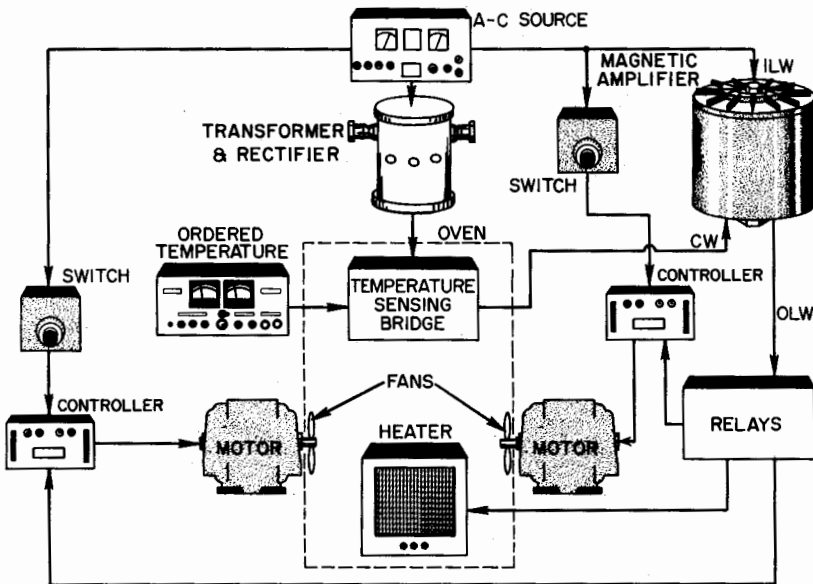 A-C SOURCE
MAGNETIC
AMPLIFIER
ILW
TRANSFORMER
& RECTIFIER
SWITCH
ORDERED
TEMPERATURE
OVEN
CW
SWITCH
TEMPERATURE
SENSING
BRIDGE
CONTROLLER
OLW
CONTROLLER
FANS
RELAYS
MOTOR
HEATER
MOTOR